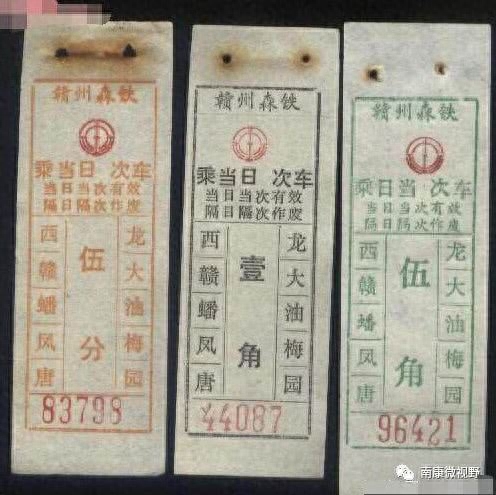 赣州森铁
乘当日 次车
当日当次有效
隔日隔次作废
西赣蟠凤唐
伍分
龙大油梅园
83798
赣州森铁
乘当日 次车
当日当次有效
隔日隔次作废
西赣蟠凤唐
壹角
龙大油梅园
44087
赣州森铁
乘日当 次车
当日当次有效
隔日隔次作废
西赣蟠凤唐
伍角
龙大油梅园
96421
南康微视野